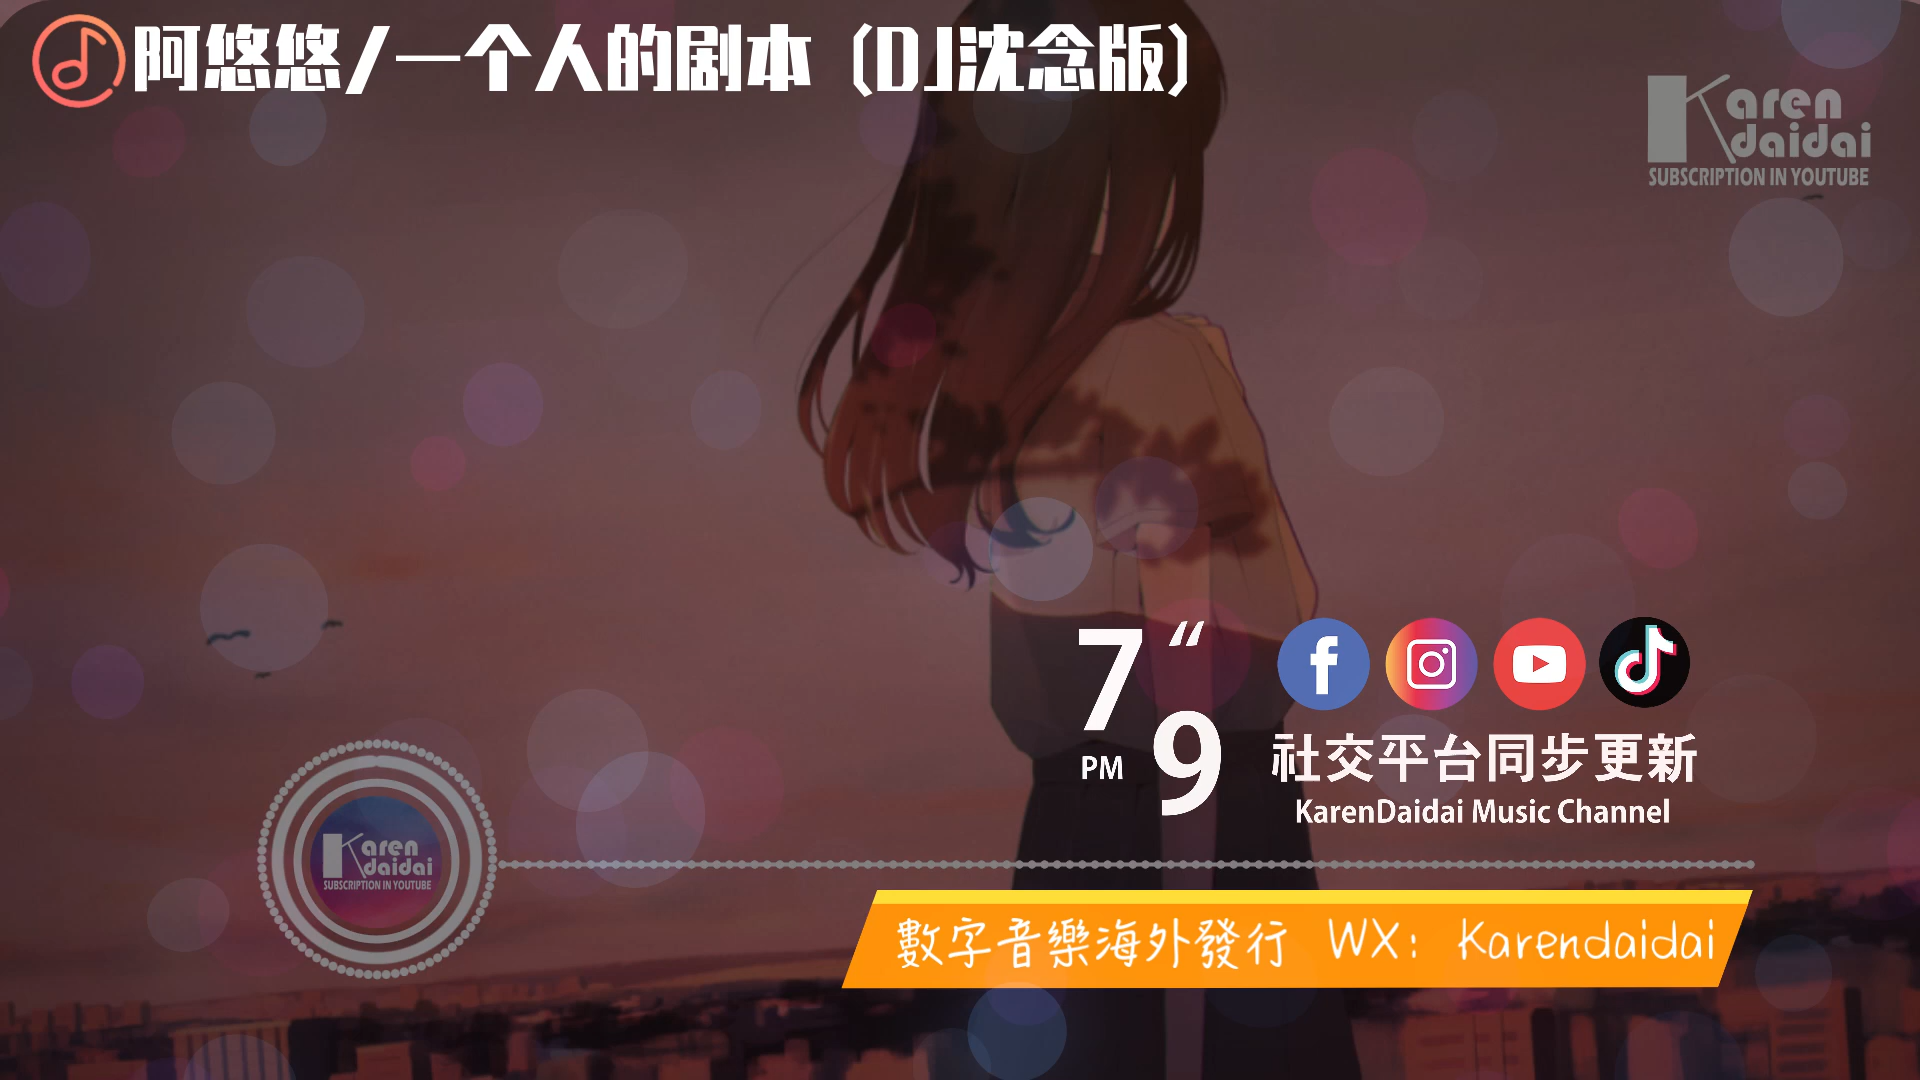 阿悠悠/一个人的剧本（DJ沈念版）
Karen
daidai
SUBSCRIPTION IN YOUTUBE
7“9
PM
社交平台同步更新
KarenDaidai Music Channel
Karen
daidai
SUBSCRIPTION IN YOUTUBE
數字音樂海外發行 WX： Karendaidai